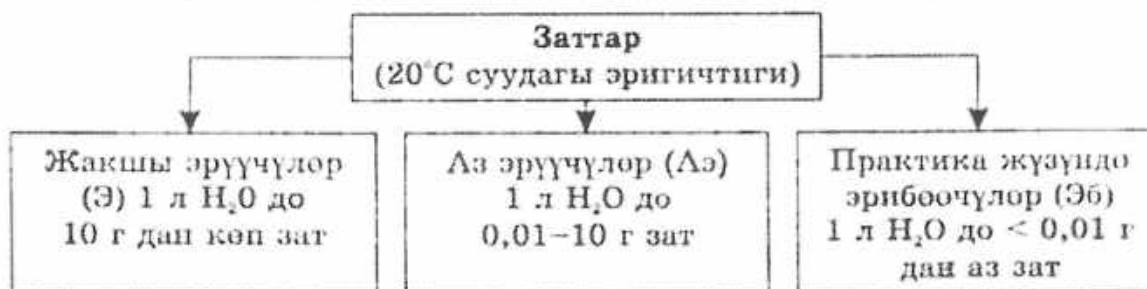 Заттар
(20°C суудагы эригичтиги)
Жакшы эрүүчүлөр
(Э) 1 л H₂O до
10 г дан көп зат
Аз эрүүчүлөр (Аэ)
1 л H₂O до
0,01–10 г зат
Практика жүзүндө
эрибөөчүлөр (Эб)
1 л H₂O до < 0,01 г
дан аз зат